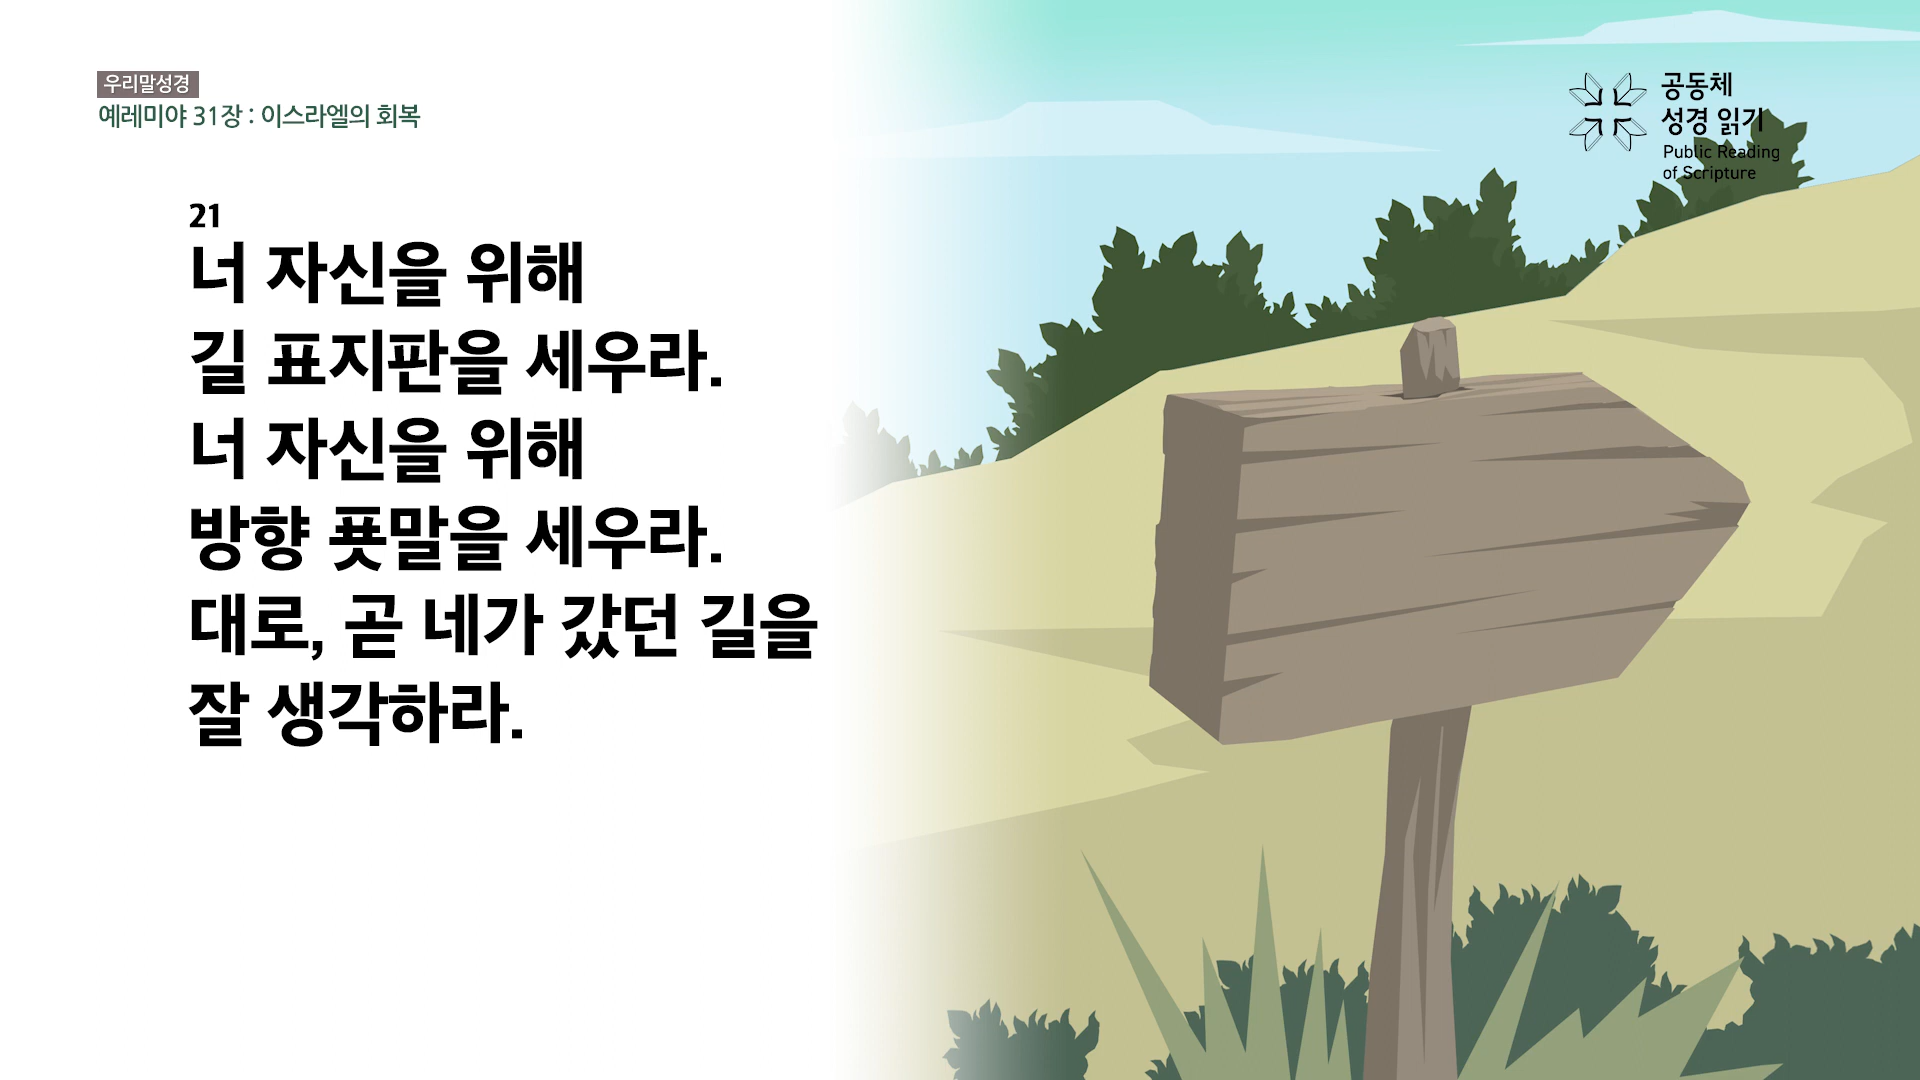 우리말성경
예레미야 31장 : 이스라엘의 회복
공동체
성경 읽기
Public Reading
of Scripture
21
너 자신을 위해
길 표지판을 세우라.
너 자신을 위해
방향 푯말을 세우라.
대로, 곧 네가 갔던 길을
잘 생각하라.